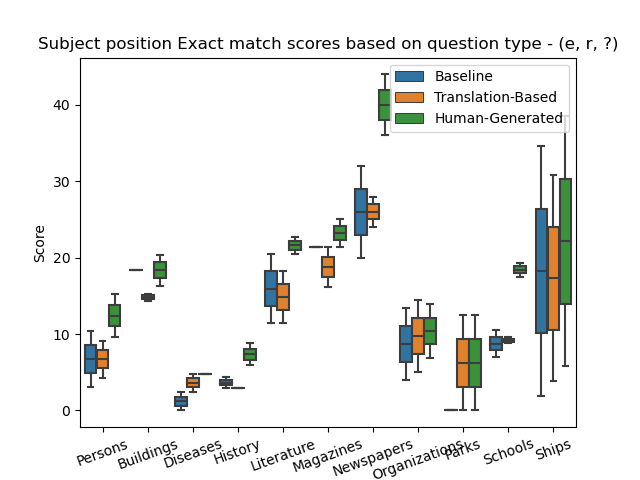 Subject position Exact match scores based on question type - (e, r, ?)
Baseline
Translation-Based
Human-Generated
Score
40
30
20
10
0
Persons
Buildings
Diseases
History
Literature
Magazines
Newspapers
Organizations
Parks
Schools
Ships